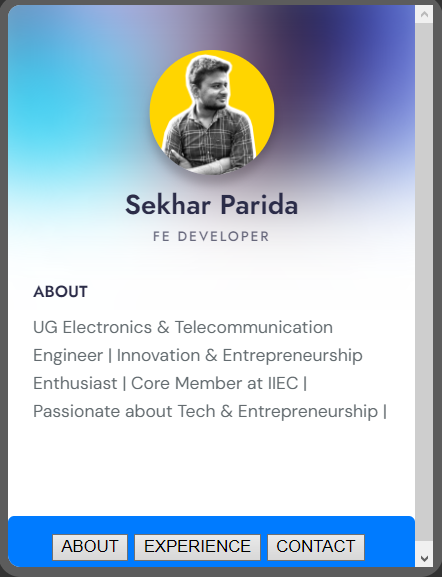 Sekhar Parida
FE DEVELOPER
ABOUT
UG Electronics & Telecommunication
Engineer | Innovation & Entrepreneurship
Enthusiast | Core Member at IIEC |
Passionate about Tech & Entrepreneurship |
ABOUT EXPERIENCE CONTACT